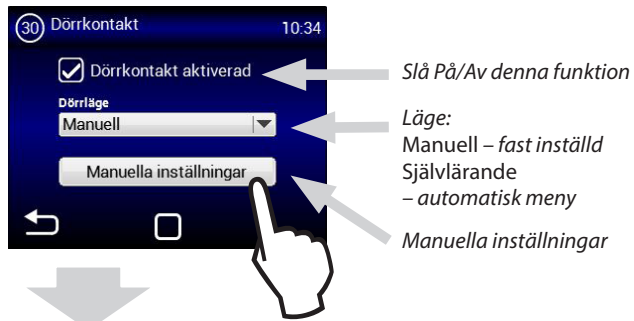 30 Dörrkontakt 10:34
Dörrkontakt aktiverad
Dörrläge
Manuell
Manuella inställningar
Slå På/Av denna funktion
Läge:
Manuell – fast inställd
Självlärande
– automatisk meny
Manuella inställningar